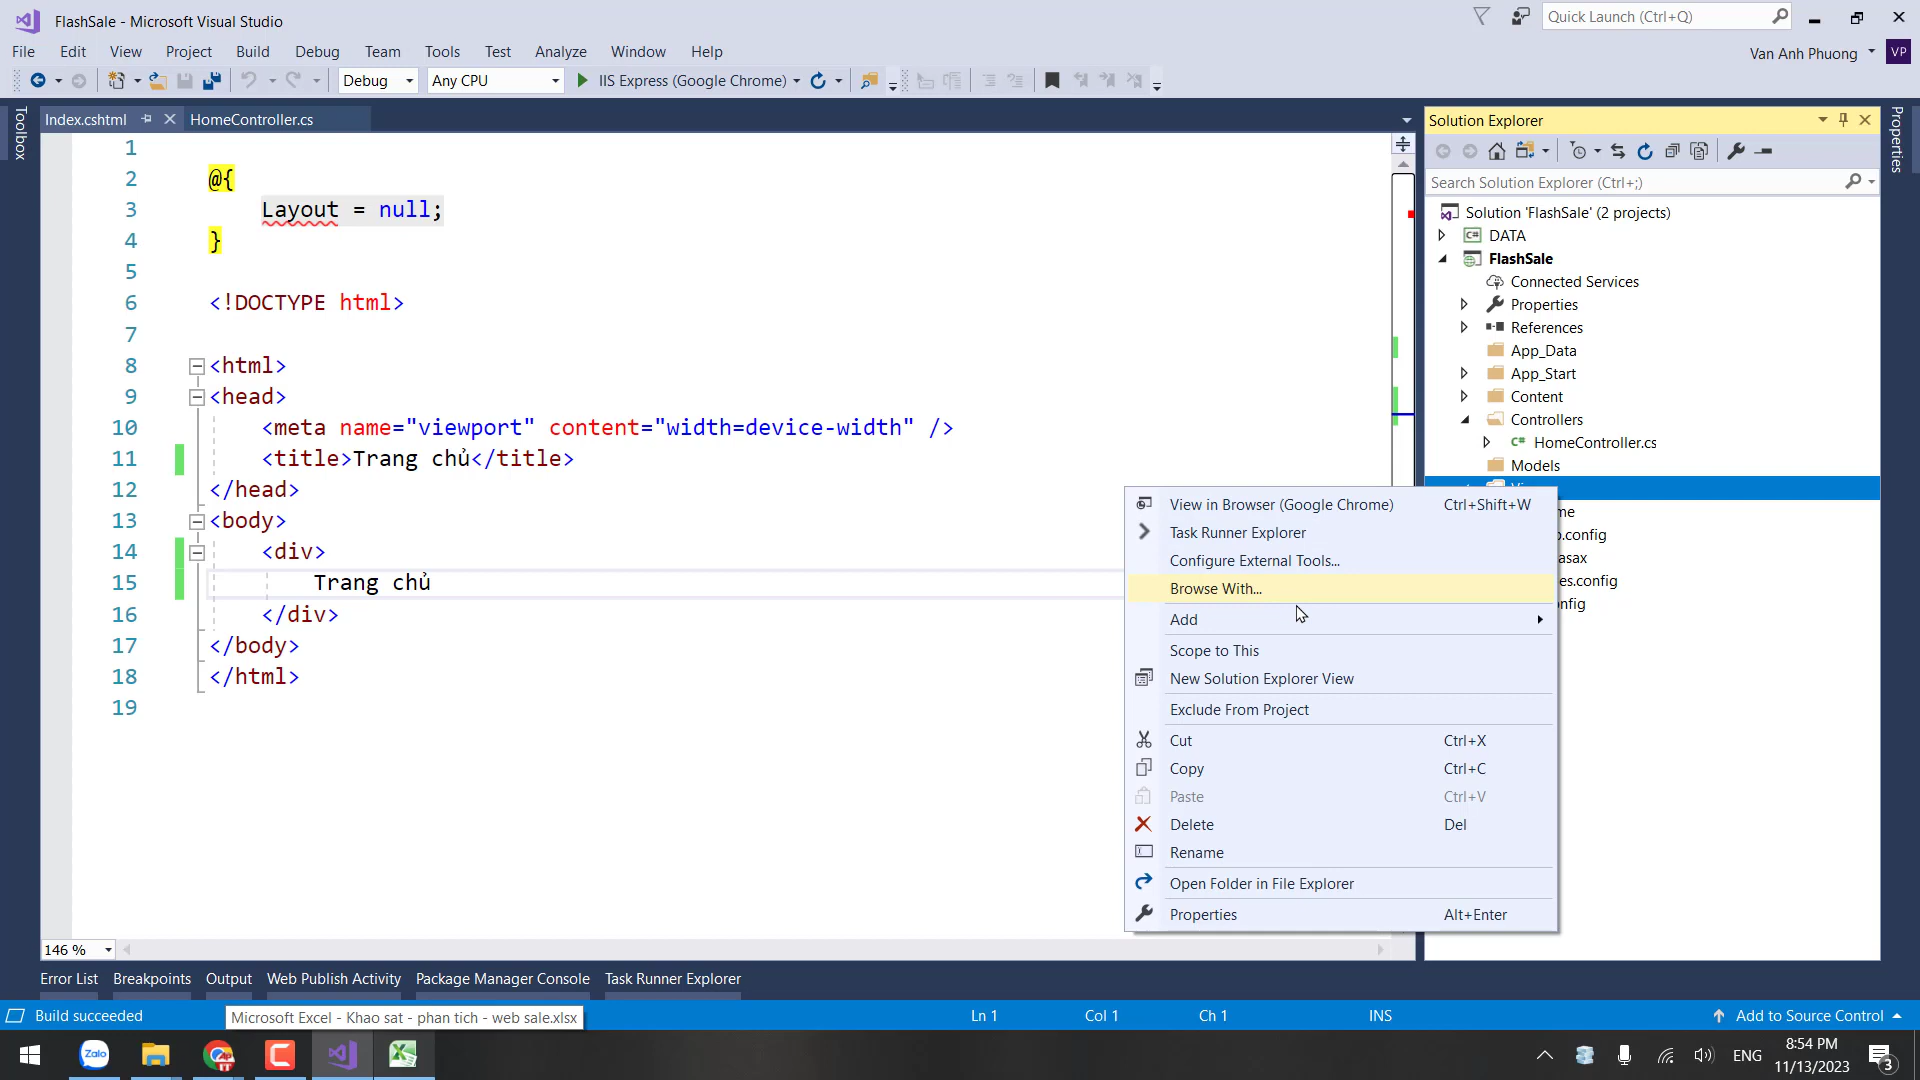 FlashSale - Microsoft Visual Studio
Quick Launch (Ctrl+Q)
File Edit View Project Build Debug Team Tools Test Analyze Window Help
Van Anh Phuong VP
Debug Any CPU IIS Express (Google Chrome)
Toolbox
Index.cshtml HomeController.cs
1
2 @{
3 Layout = null;
4 }
5
6 <!DOCTYPE html>
7
8 <html>
9 <head>
10 <meta name="viewport" content="width=device-width" />
11 <title>Trang chủ</title>
12 </head>
13 <body>
14 <div>
15 Trang chủ
16 </div>
17 </body>
18 </html>
19
146 %
Solution Explorer
Properties
Search Solution Explorer (Ctrl+;)
Solution 'FlashSale' (2 projects)
C# DATA
FlashSale
Connected Services
Properties
References
App_Data
App_Start
Content
Controllers
C# HomeController.cs
Models
me
.config
asax
es.config
nfig
View in Browser (Google Chrome) Ctrl+Shift+W
Task Runner Explorer
Configure External Tools...
Browse With...
Add
Scope to This
New Solution Explorer View
Exclude From Project
Cut Ctrl+X
Copy Ctrl+C
Paste Ctrl+V
Delete Del
Rename
Open Folder in File Explorer
Properties Alt+Enter
Error List Breakpoints Output Web Publish Activity Package Manager Console Task Runner Explorer
Build succeeded
Microsoft Excel - Khao sat - phan tich - web sale.xlsx
Ln 1 Col 1 Ch 1 INS Add to Source Control
Zalo
ENG
8:54 PM
11/13/2023
3